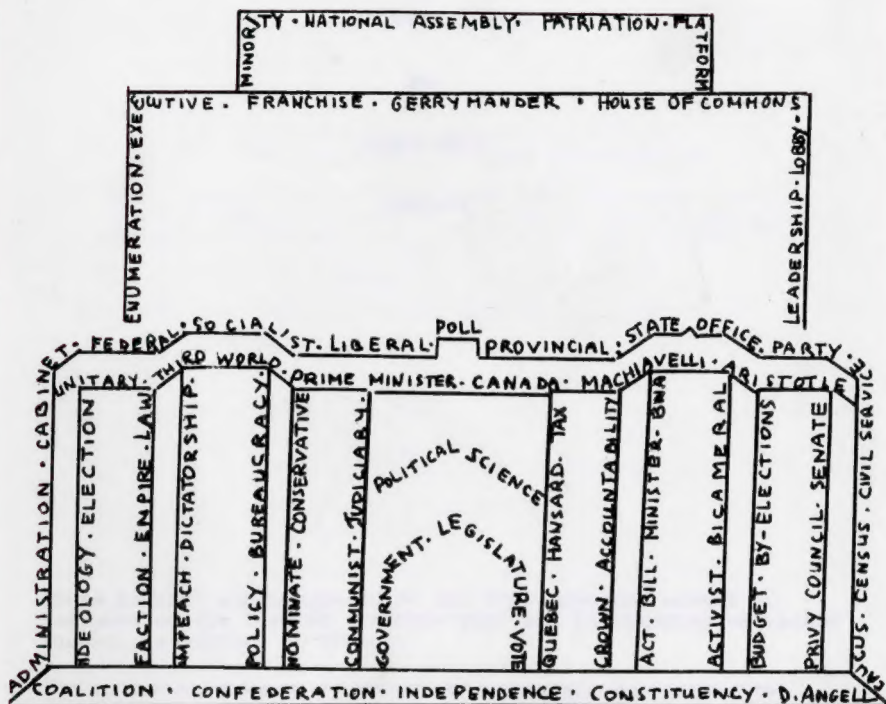 MINORITY · NATIONAL ASSEMBLY · PATRIATION · PLATFORM
ENUMERATION · EXECUTIVE · FRANCHISE · GERRYMANDER · HOUSE OF COMMONS
LEADERSHIP · LOBBY ·
ADMINISTRATION · CABINET · FEDERAL · SOCIALIST · LIBERAL · POLL PROVINCIAL · STATE OFFICE · PARTY ·
CAUCUS · CENSUS · CIVIL SERVICE
UNITARY · THIRD WORLD · PRIME MINISTER · CANADA · MACHIAVELLI · ARISTOTLE
IDEOLOGY · ELECTION
FACTION · EMPIRE · LAW
IMPEACH · DICTATORSHIP ·
POLICY · BUREAUCRACY ·
NOMINATE · CONSERVATIVE
COMMUNIST · JUDICIARY ·
POLITICAL SCIENCE
GOVERNMENT · LEGISLATURE · VOTE
QUEBEC · HANSARD · TAX
CROWN · ACCOUNTABILITY
ACT · BILL · MINISTER · BNA
ACTIVIST · BICAMERAL
BUDGET · BY-ELECTIONS
PRIVY COUNCIL · SENATE
COALITION · CONFEDERATION · INDEPENDENCE · CONSTITUENCY · D. ANGELL